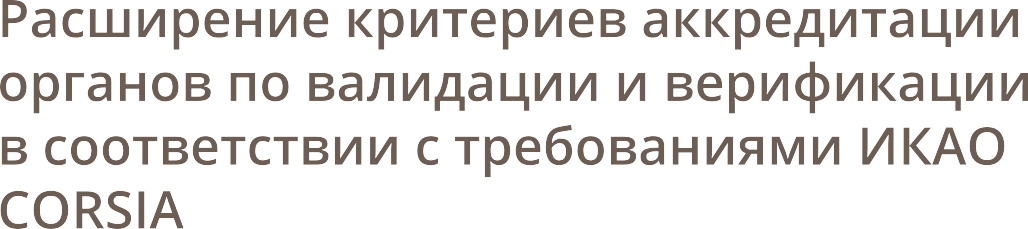 Расширение критериев аккредитации
органов по валидации и верификации
в соответствии с требованиями ИКАО
CORSIA